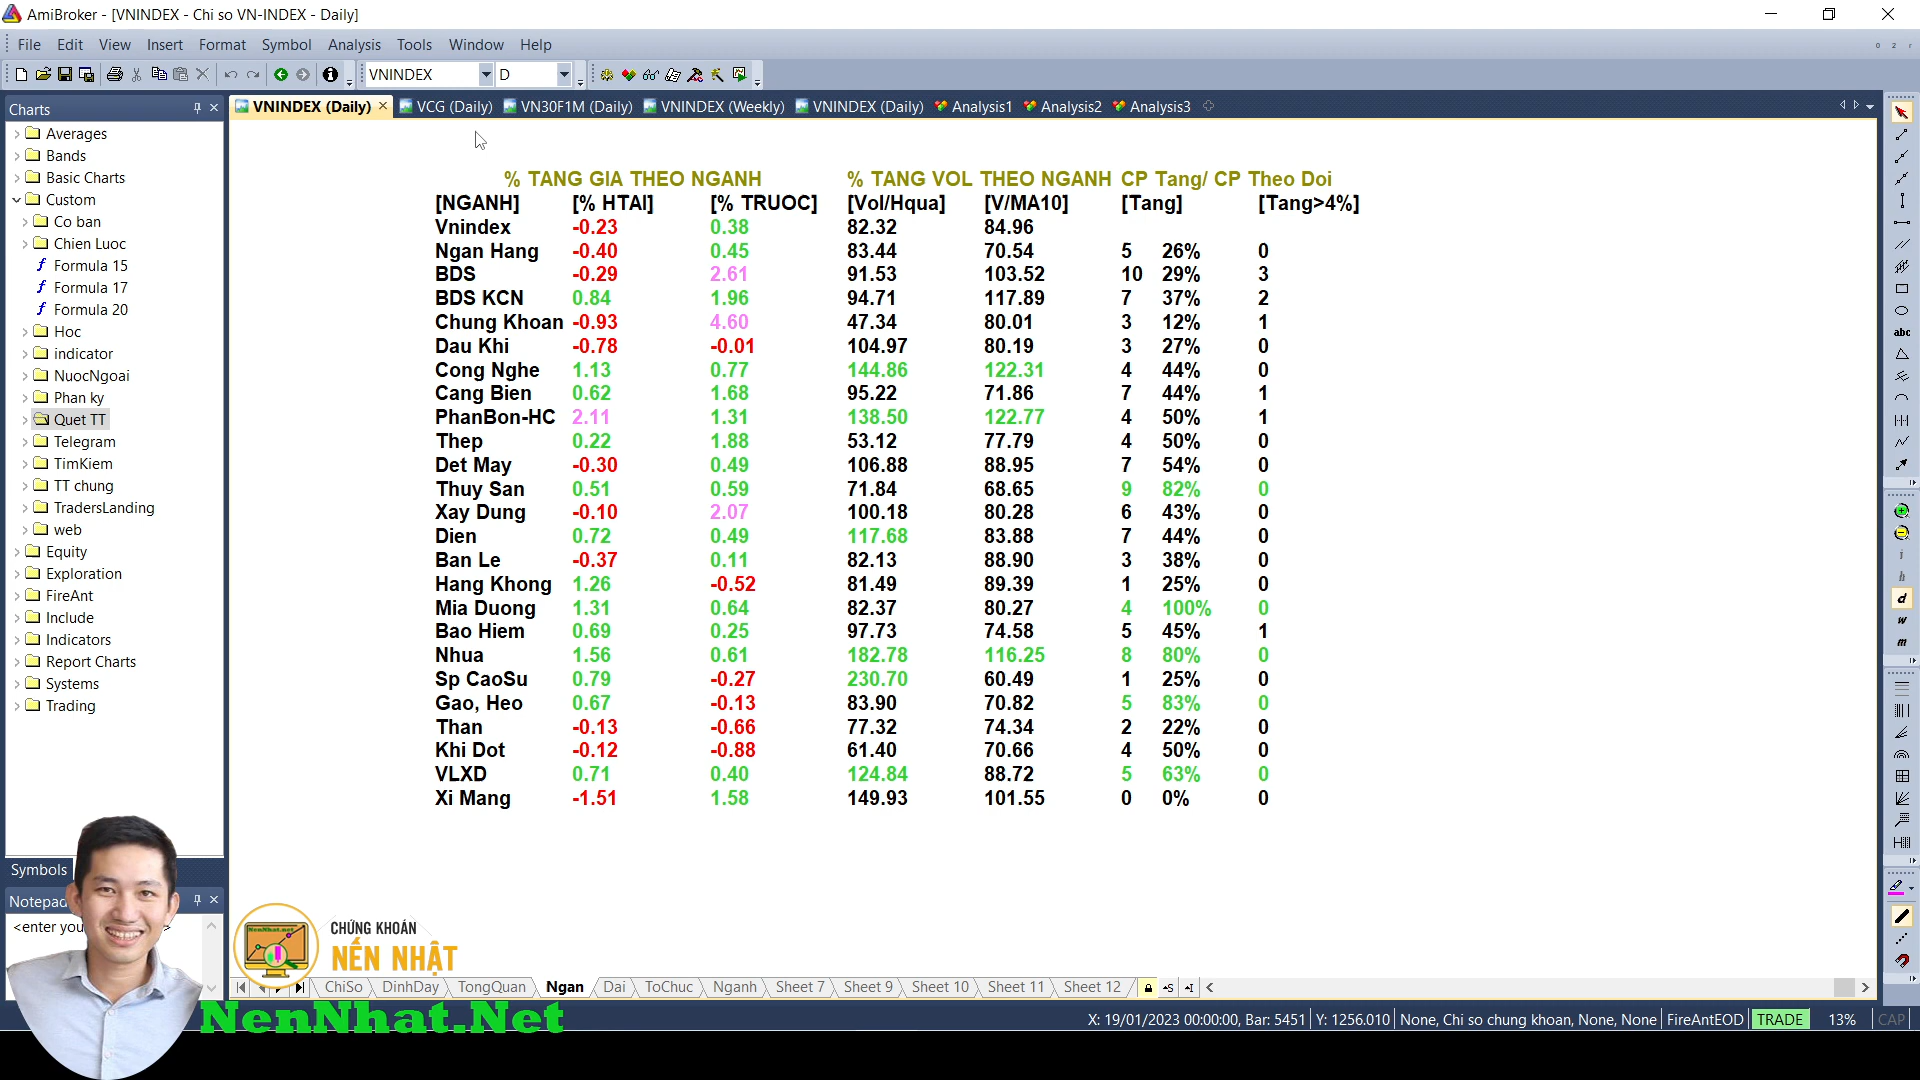 AmiBroker - [VNINDEX - Chi so VN-INDEX - Daily]
File Edit View Insert Format Symbol Analysis Tools Window Help
VNINDEX D
Charts
VNINDEX (Daily) VCG (Daily) VN30F1M (Daily) VNINDEX (Weekly) VNINDEX (Daily) Analysis1 Analysis2 Analysis3
Averages
Bands
Basic Charts
Custom
Co ban
Chien Luoc
Formula 15
Formula 17
Formula 20
Hoc
indicator
NuocNgoai
Phan ky
Quet TT
Telegram
TimKiem
TT chung
TradersLanding
web
Equity
Exploration
FireAnt
Include
Indicators
Report Charts
Systems
Trading
Symbols
Notepad
<enter you
% TANG GIA THEO NGANH % TANG VOL THEO NGANH CP Tang/ CP Theo Doi
[NGANH] [% HTAI] [% TRUOC] [Vol/Hqua] [V/MA10] [Tang] [Tang>4%]
Vnindex -0.23 0.38 82.32 84.96
Ngan Hang -0.40 0.45 83.44 70.54 5 26% 0
BDS -0.29 2.61 91.53 103.52 10 29% 3
BDS KCN 0.84 1.96 94.71 117.89 7 37% 2
Chung Khoan -0.93 4.60 47.34 80.01 3 12% 1
Dau Khi -0.78 -0.01 104.97 80.19 3 27% 0
Cong Nghe 1.13 0.77 144.86 122.31 4 44% 0
Cang Bien 0.62 1.68 95.22 71.86 7 44% 1
PhanBon-HC 2.11 1.31 138.50 122.77 4 50% 1
Thep 0.22 1.88 53.12 77.79 4 50% 0
Det May -0.30 0.49 106.88 88.95 7 54% 0
Thuy San 0.51 0.59 71.84 68.65 9 82% 0
Xay Dung -0.10 2.07 100.18 80.28 6 43% 0
Dien 0.72 0.49 117.68 83.88 7 44% 0
Ban Le -0.37 0.11 82.13 88.90 3 38% 0
Hang Khong 1.26 -0.52 81.49 89.39 1 25% 0
Mia Duong 1.31 0.64 82.37 80.27 4 100% 0
Bao Hiem 0.69 0.25 97.73 74.58 5 45% 1
Nhua 1.56 0.61 182.78 116.25 8 80% 0
Sp CaoSu 0.79 -0.27 230.70 60.49 1 25% 0
Gao, Heo 0.67 -0.13 83.90 70.82 5 83% 0
Than -0.13 -0.66 77.32 74.34 2 22% 0
Khi Dot -0.12 -0.88 61.40 70.66 4 50% 0
VLXD 0.71 0.40 124.84 88.72 5 63% 0
Xi Mang -1.51 1.58 149.93 101.55 0 0% 0
abc
i
h
d
w
m
NenNhat.net
CHỨNG KHOÁN
NẾN NHẬT
ChiSo DinhDay TongQuan Ngan Dai ToChuc Nganh Sheet 7 Sheet 9 Sheet 10 Sheet 11 Sheet 12
NenNhat.Net
X: 19/01/2023 00:00:00, Bar: 5451 Y: 1256.010 None, Chi so chung khoan, None, None FireAntEOD TRADE 13% CAP